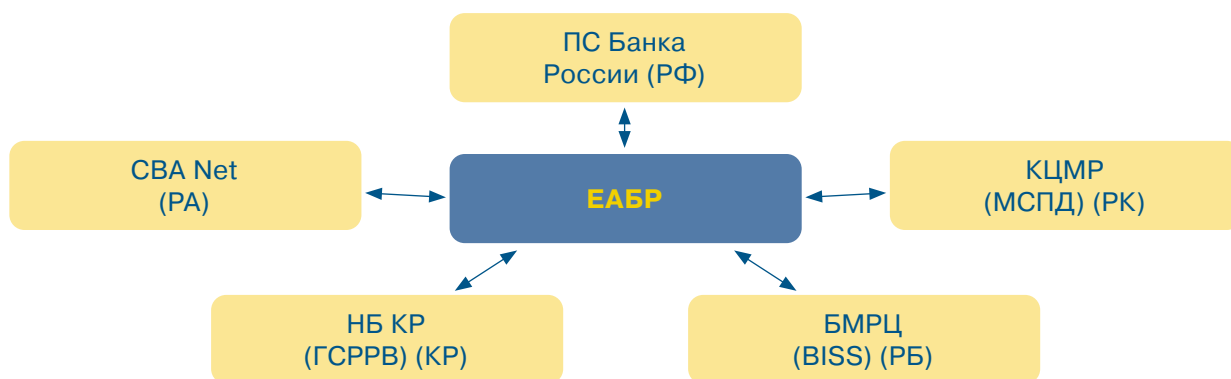 ПС Банка
России (РФ)
CBA Net
(РА)
ЕАБР
КЦМР
(МСПД) (РК)
НБ КР
(ГСРРВ) (КР)
БМРЦ
(BISS) (РБ)